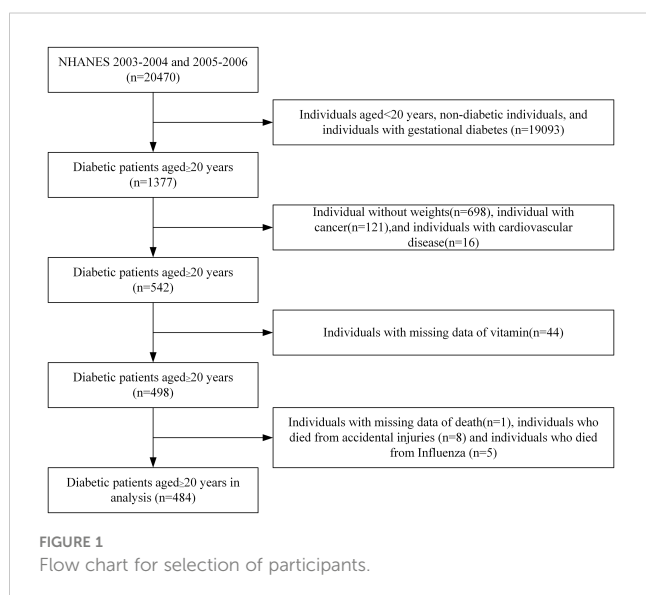 NHANES 2003-2004 and 2005-2006
(n=20470)
Individuals aged<20 years, non-diabetic individuals, and
individuals with gestational diabetes (n=19093)
Diabetic patients aged≥20 years
(n=1377)
Individual without weights(n=698), individual with
cancer(n=121),and individuals with cardiovascular
disease(n=16)
Diabetic patients aged≥20 years
(n=542)
Individuals with missing data of vitamin(n=44)
Diabetic patients aged≥20 years
(n=498)
Individuals with missing data of death(n=1), individuals who
died from accidental injuries (n=8) and individuals who died
from Influenza (n=5)
Diabetic patients aged≥20 years in
analysis (n=484)
FIGURE 1
Flow chart for selection of participants.